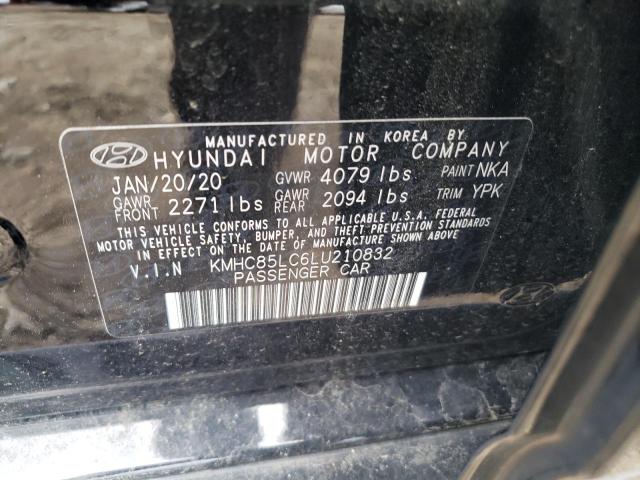 MANUFACTURED IN KOREA BY
HYUNDAI MOTOR COMPANY
JAN/20/20 GVWR 4079 lbs PAINT NKA
GAWR FRONT 2271 lbs GAWR REAR 2094 lbs TRIM YPK
THIS VEHICLE CONFORMS TO ALL APPLICABLE U.S.A. FEDERAL
MOTOR VEHICLE SAFETY, BUMPER, AND THEFT PREVENTION STANDARDS
IN EFFECT ON THE DATE OF MANUFACTURE SHOWN ABOVE.
V.I.N KMHC85LC6LU210832
PASSENGER CAR